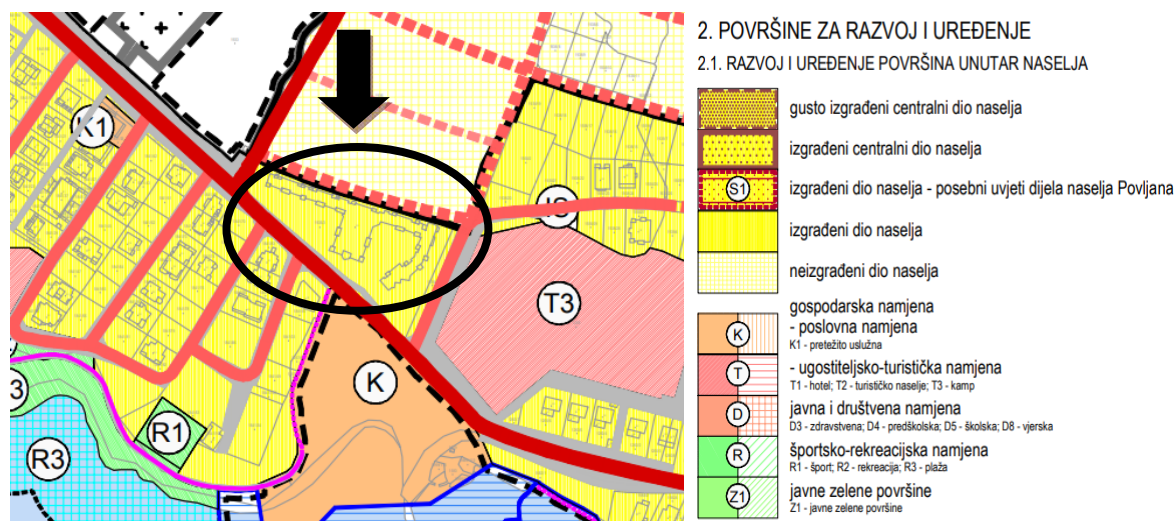 K1
IS
T3
K
3
R1
R3
2. POVRŠINE ZA RAZVOJ I UREĐENJE
2.1. RAZVOJ I UREĐENJE POVRŠINA UNUTAR NASELJA
gusto izgrađeni centralni dio naselja
izgrađeni centralni dio naselja
S1 izgrađeni dio naselja - posebni uvjeti dijela naselja Povljana
izgrađeni dio naselja
neizgrađeni dio naselja
gospodarska namjena
K - poslovna namjena
K1 - pretežito uslužna
T - ugostiteljsko-turistička namjena
T1 - hotel; T2 - turističko naselje; T3 - kamp
D javna i društvena namjena
D3 - zdravstvena; D4 - predškolska; D5 - školska; D8 - vjerska
R športsko-rekreacijska namjena
R1 - šport; R2 - rekreacija; R3 - plaža
Z1 javne zelene površine
Z1 - javne zelene površine